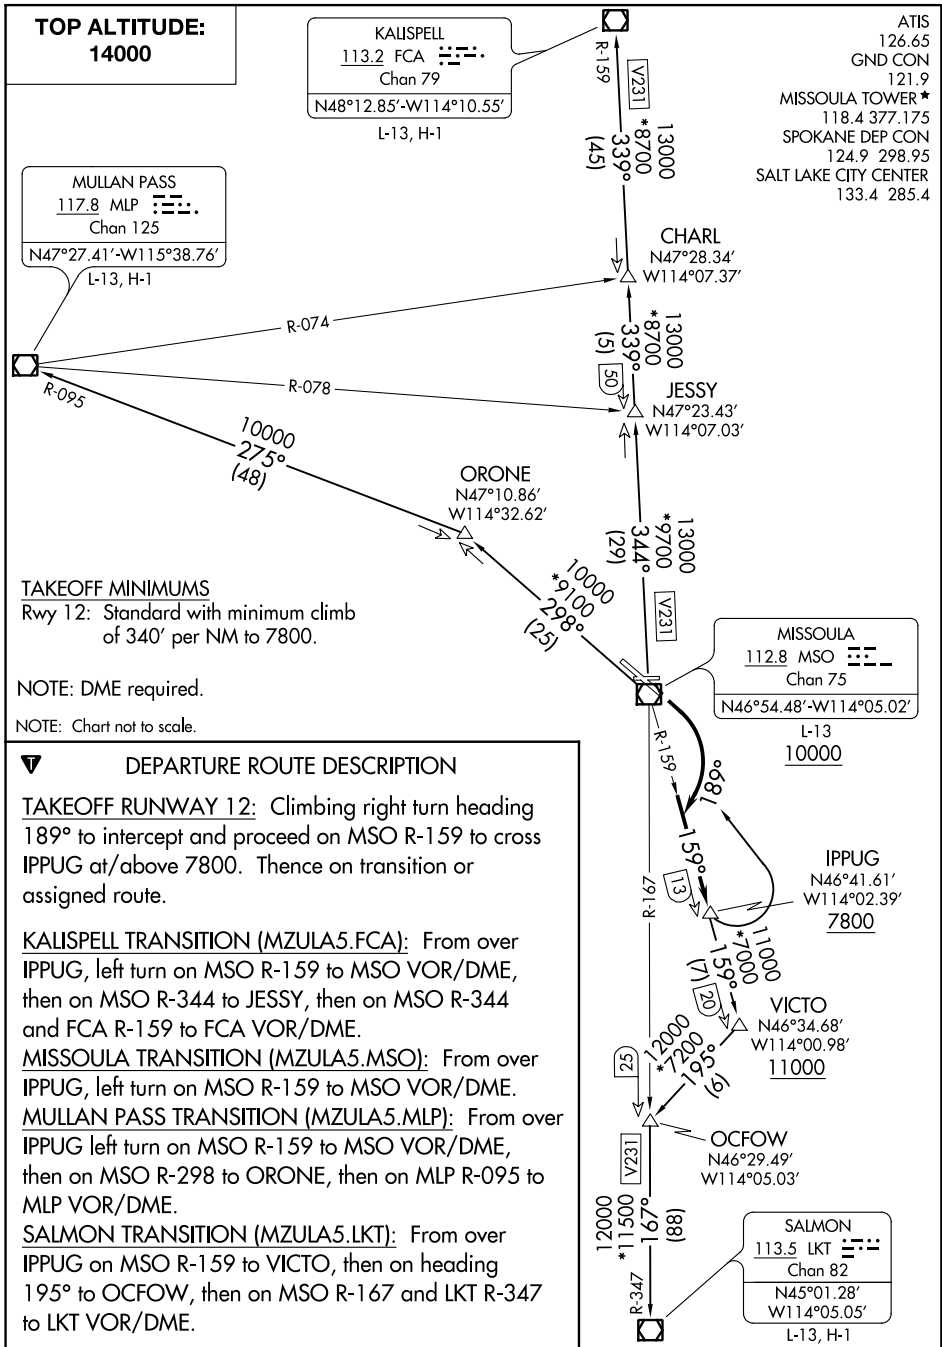 TOP ALTITUDE:
14000
KALISPELL
113.2 FCA
Chan 79
N48°12.85'-W114°10.55'
L-13, H-1
ATIS
126.65
GND CON
121.9
MISSOULA TOWER★
118.4 377.175
SPOKANE DEP CON
124.9 298.95
SALT LAKE CITY CENTER
133.4 285.4
R-159
V231
13000
*8700
339°
(45)
MULLAN PASS
117.8 MLP
Chan 125
N47°27.41'-W115°38.76'
L-13, H-1
CHARL
N47°28.34'
W114°07.37'
R-074
13000
*8700
339°
(5)
R-078
50
JESSY
N47°23.43'
W114°07.03'
R-095
10000
275°
(48)
ORONE
N47°10.86'
W114°32.62'
13000
*9700
344°
(29)
V231
10000
*9100
298°
(25)
TAKEOFF MINIMUMS
Rwy 12: Standard with minimum climb
of 340' per NM to 7800.
NOTE: DME required.
NOTE: Chart not to scale.
MISSOULA
112.8 MSO
Chan 75
N46°54.48'-W114°05.02'
L-13
10000
R-159
189°
159°
13
R-167
IPPUG
N46°41.61'
W114°02.39'
7800
11000
*7000
159°
(7)
20
VICTO
N46°34.68'
W114°00.98'
11000
12000
*7200
195°
(6)
25
OCFOW
N46°29.49'
W114°05.03'
V231
12000
*11500
167°
(88)
R-347
SALMON
113.5 LKT
Chan 82
N45°01.28'
W114°05.05'
L-13, H-1
T
DEPARTURE ROUTE DESCRIPTION
TAKEOFF RUNWAY 12: Climbing right turn heading
189° to intercept and proceed on MSO R-159 to cross
IPPUG at/above 7800. Thence on transition or
assigned route.
KALISPELL TRANSITION (MZULA5.FCA): From over
IPPUG, left turn on MSO R-159 to MSO VOR/DME,
then on MSO R-344 to JESSY, then on MSO R-344
and FCA R-159 to FCA VOR/DME.
MISSOULA TRANSITION (MZULA5.MSO): From over
IPPUG, left turn on MSO R-159 to MSO VOR/DME.
MULLAN PASS TRANSITION (MZULA5.MLP): From over
IPPUG left turn on MSO R-159 to MSO VOR/DME,
then on MSO R-298 to ORONE, then on MLP R-095 to
MLP VOR/DME.
SALMON TRANSITION (MZULA5.LKT): From over
IPPUG on MSO R-159 to VICTO, then on heading
195° to OCFOW, then on MSO R-167 and LKT R-347
to LKT VOR/DME.